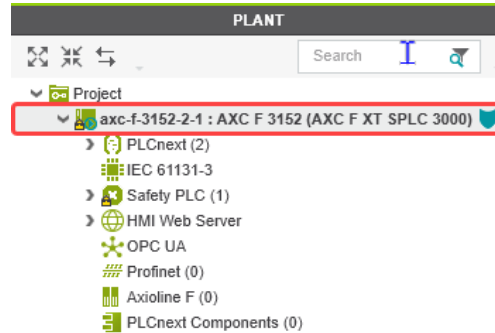 PLANT
Search
Project
axc-f-3152-2-1 : AXC F 3152 (AXC F XT SPLC 3000)
PLCnext (2)
IEC 61131-3
Safety PLC (1)
HMI Web Server
OPC UA
Profinet (0)
Axioline F (0)
PLCnext Components (0)